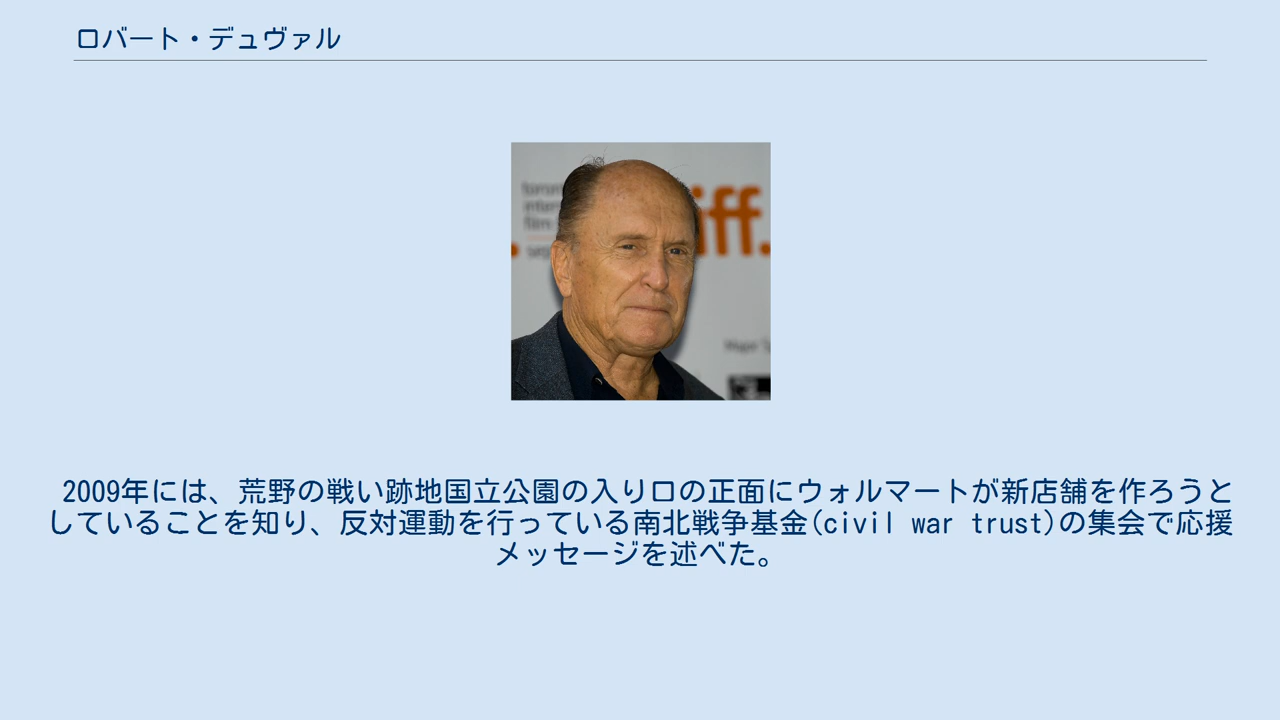 ロバート・デュヴァル
iff.
film
2009年には、荒野の戦い跡地国立公園の入り口の正面にウォルマートが新店舗を作ろうと
していることを知り、反対運動を行っている南北戦争基金(civil war trust)の集会で応援
メッセージを述べた。